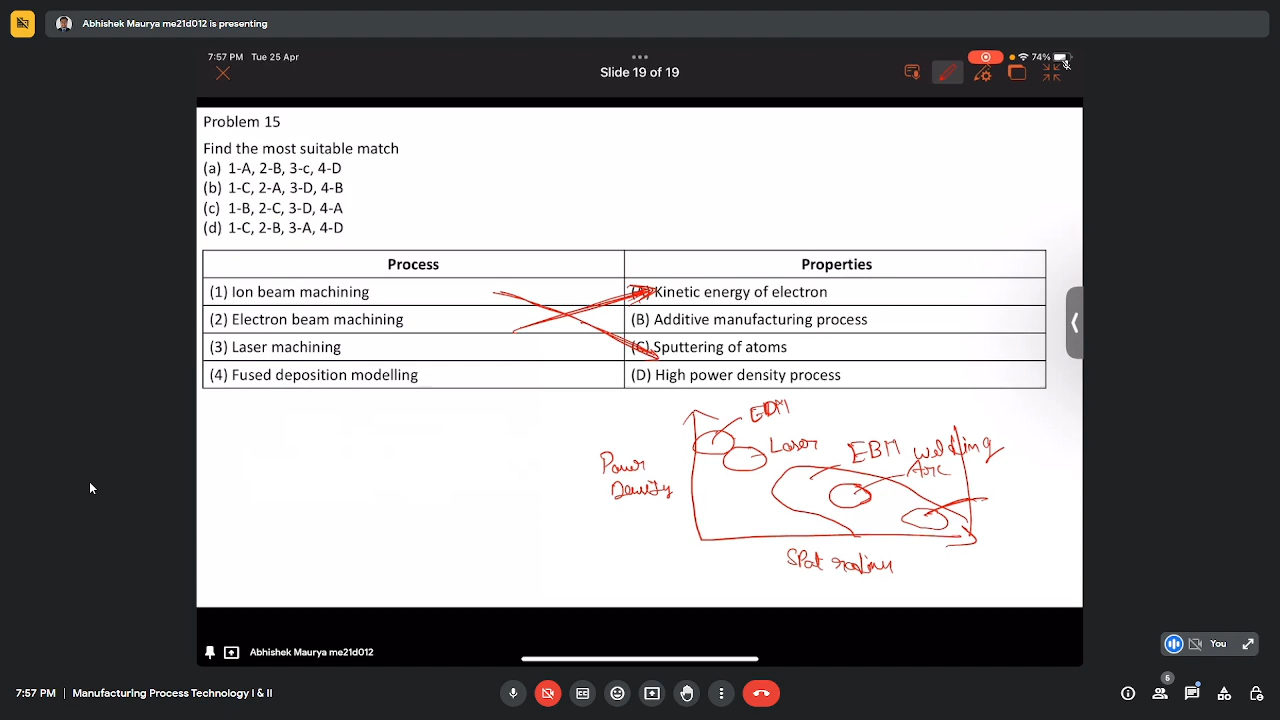 Abhishek Maurya me21d012 is presenting
7:57 PM Tue 25 Apr
74%
Slide 19 of 19
Problem 15
Find the most suitable match
(a) 1-A, 2-B, 3-c, 4-D
(b) 1-C, 2-A, 3-D, 4-B
(c) 1-B, 2-C, 3-D, 4-A
(d) 1-C, 2-B, 3-A, 4-D
Process Properties
(1) Ion beam machining (A) Kinetic energy of electron
(2) Electron beam machining (B) Additive manufacturing process
(3) Laser machining (C) Sputtering of atoms
(4) Fused deposition modelling (D) High power density process
EDM
Laser
EBM welding
Arc
Power
Density
Spot
Abhishek Maurya me21d012
You
6
7:57 PM | Manufacturing Process Technology I & II